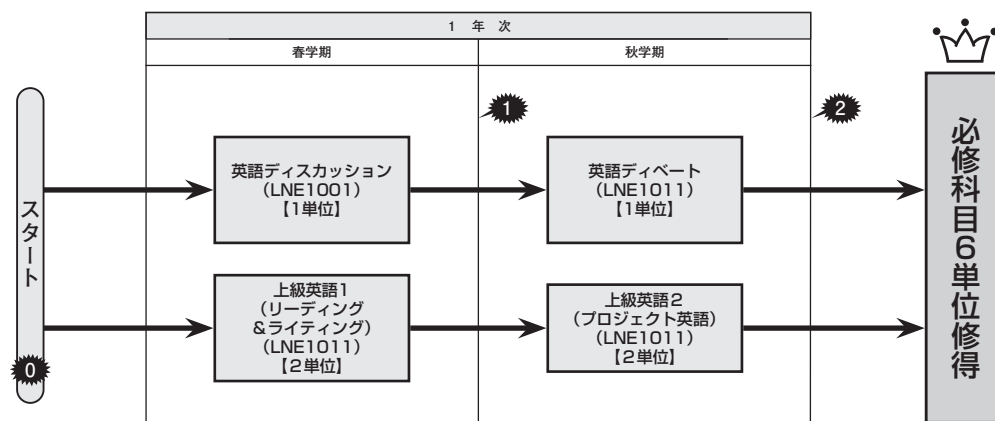 1 年 次
春学期
秋学期
スタート
0
1
2
英語ディスカッション
(LNE1001)
【1単位】
英語ディベート
(LNE1011)
【1単位】
上級英語1
(リーディング
&ライティング)
(LNE1011)
【2単位】
上級英語2
(プロジェクト英語)
(LNE1011)
【2単位】
必修科目6単位修得